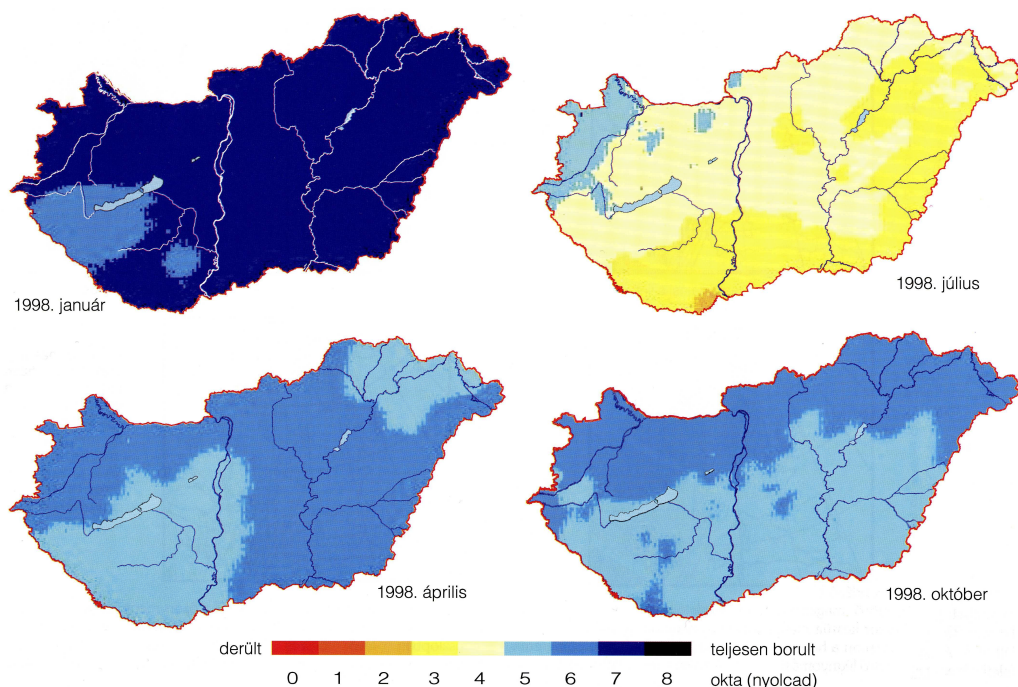 1998. január
1998. július
1998. április
1998. október
derült teljesen borult
0 1 2 3 4 5 6 7 8 okta (nyolcad)